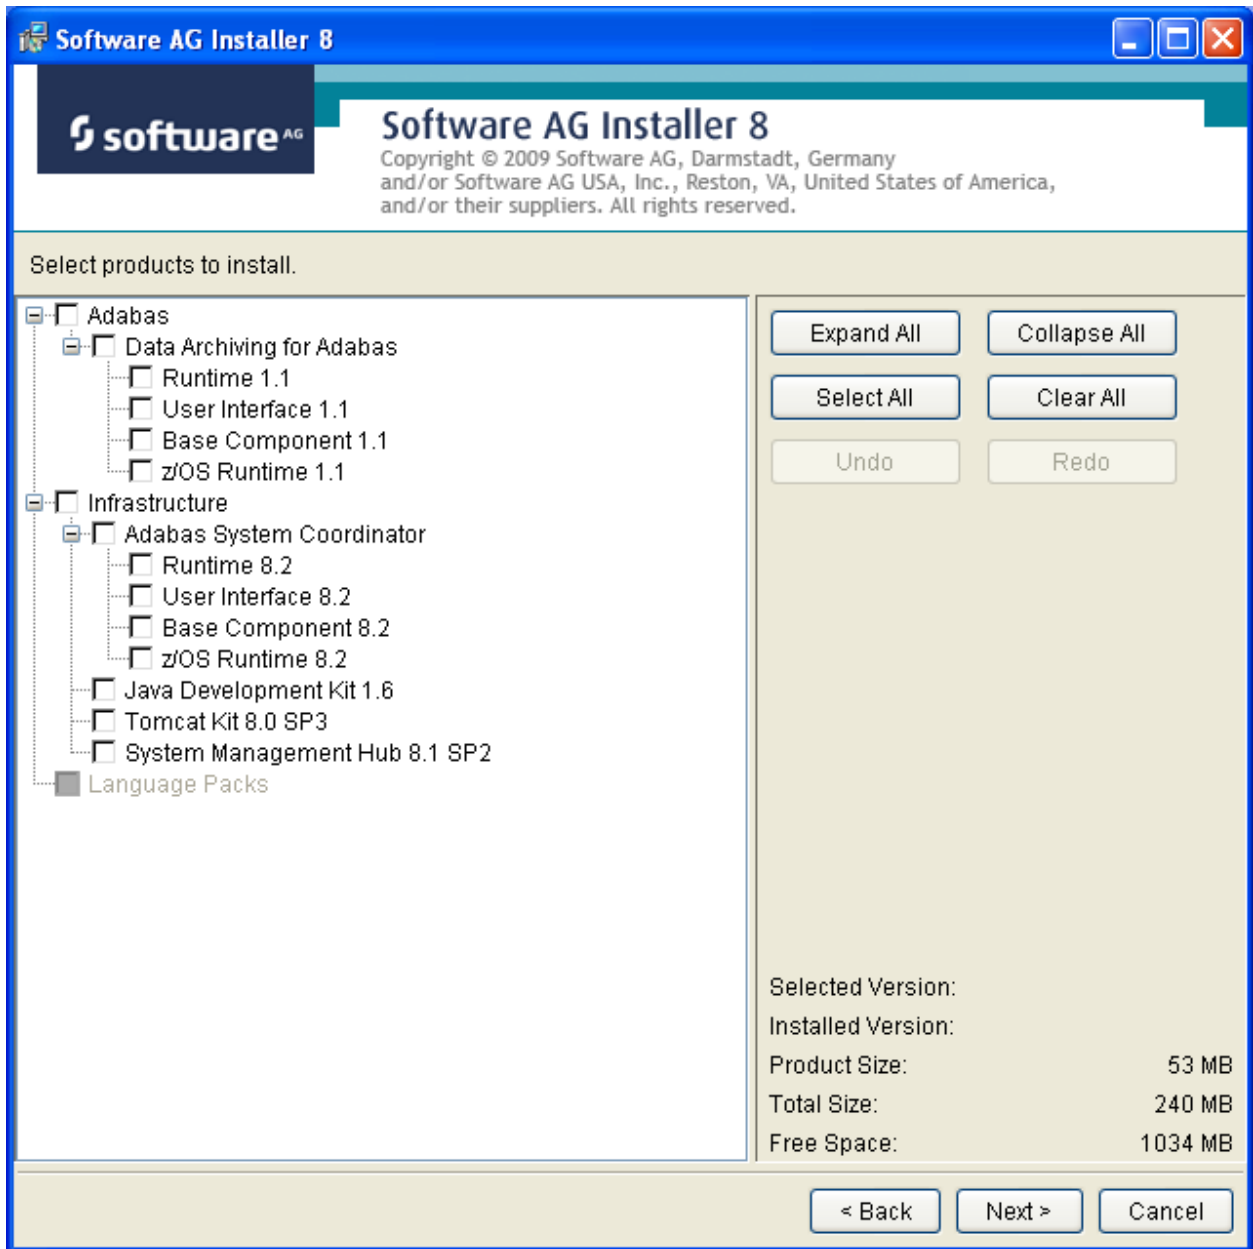 Software AG Installer 8
software AG
Software AG Installer 8
Copyright © 2009 Software AG, Darmstadt, Germany
and/or Software AG USA, Inc., Reston, VA, United States of America,
and/or their suppliers. All rights reserved.
Select products to install.
Adabas
Data Archiving for Adabas
Runtime 1.1
User Interface 1.1
Base Component 1.1
z/OS Runtime 1.1
Infrastructure
Adabas System Coordinator
Runtime 8.2
User Interface 8.2
Base Component 8.2
z/OS Runtime 8.2
Java Development Kit 1.6
Tomcat Kit 8.0 SP3
System Management Hub 8.1 SP2
Language Packs
Expand All Collapse All
Select All Clear All
Undo Redo
Selected Version:
Installed Version:
Product Size: 53 MB
Total Size: 240 MB
Free Space: 1034 MB
< Back Next > Cancel